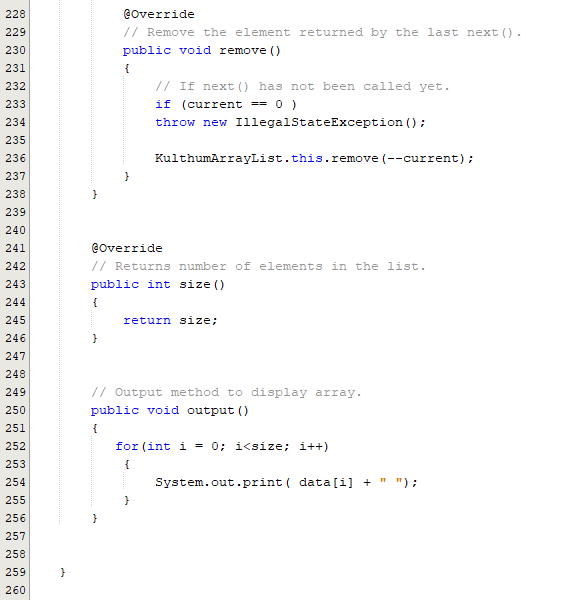 228 @Override
229 // Remove the element returned by the last next().
230 public void remove()
231 {
232 // If next() has not been called yet.
233 if (current == 0 )
234 throw new IllegalStateException();
235
236 KulthumArrayList.this.remove(--current);
237 }
238 }
239
240
241 @Override
242 // Returns number of elements in the list.
243 public int size()
244 {
245 return size;
246 }
247
248
249 // Output method to display array.
250 public void output()
251 {
252 for(int i = 0; i<size; i++)
253 {
254 System.out.print( data[i] + " ");
255 }
256 }
257
258
259 }
260